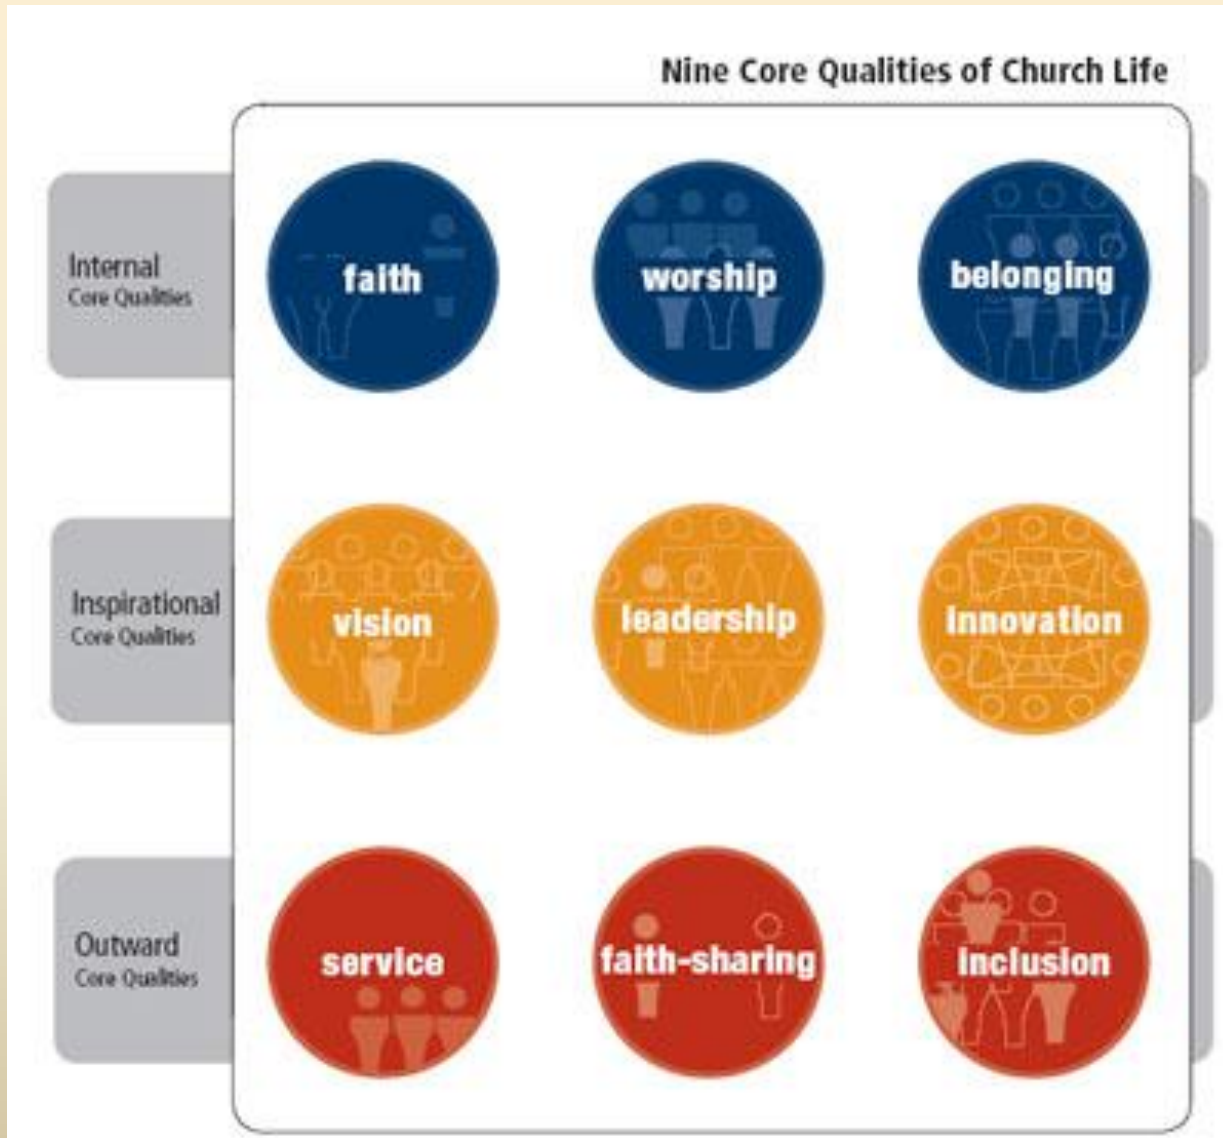 Nine Core Qualities of Church Life
Internal
Core Qualities
faith
worship
belonging
Inspirational
Core Qualities
vision
leadership
innovation
Outward
Core Qualities
service
faith-sharing
inclusion